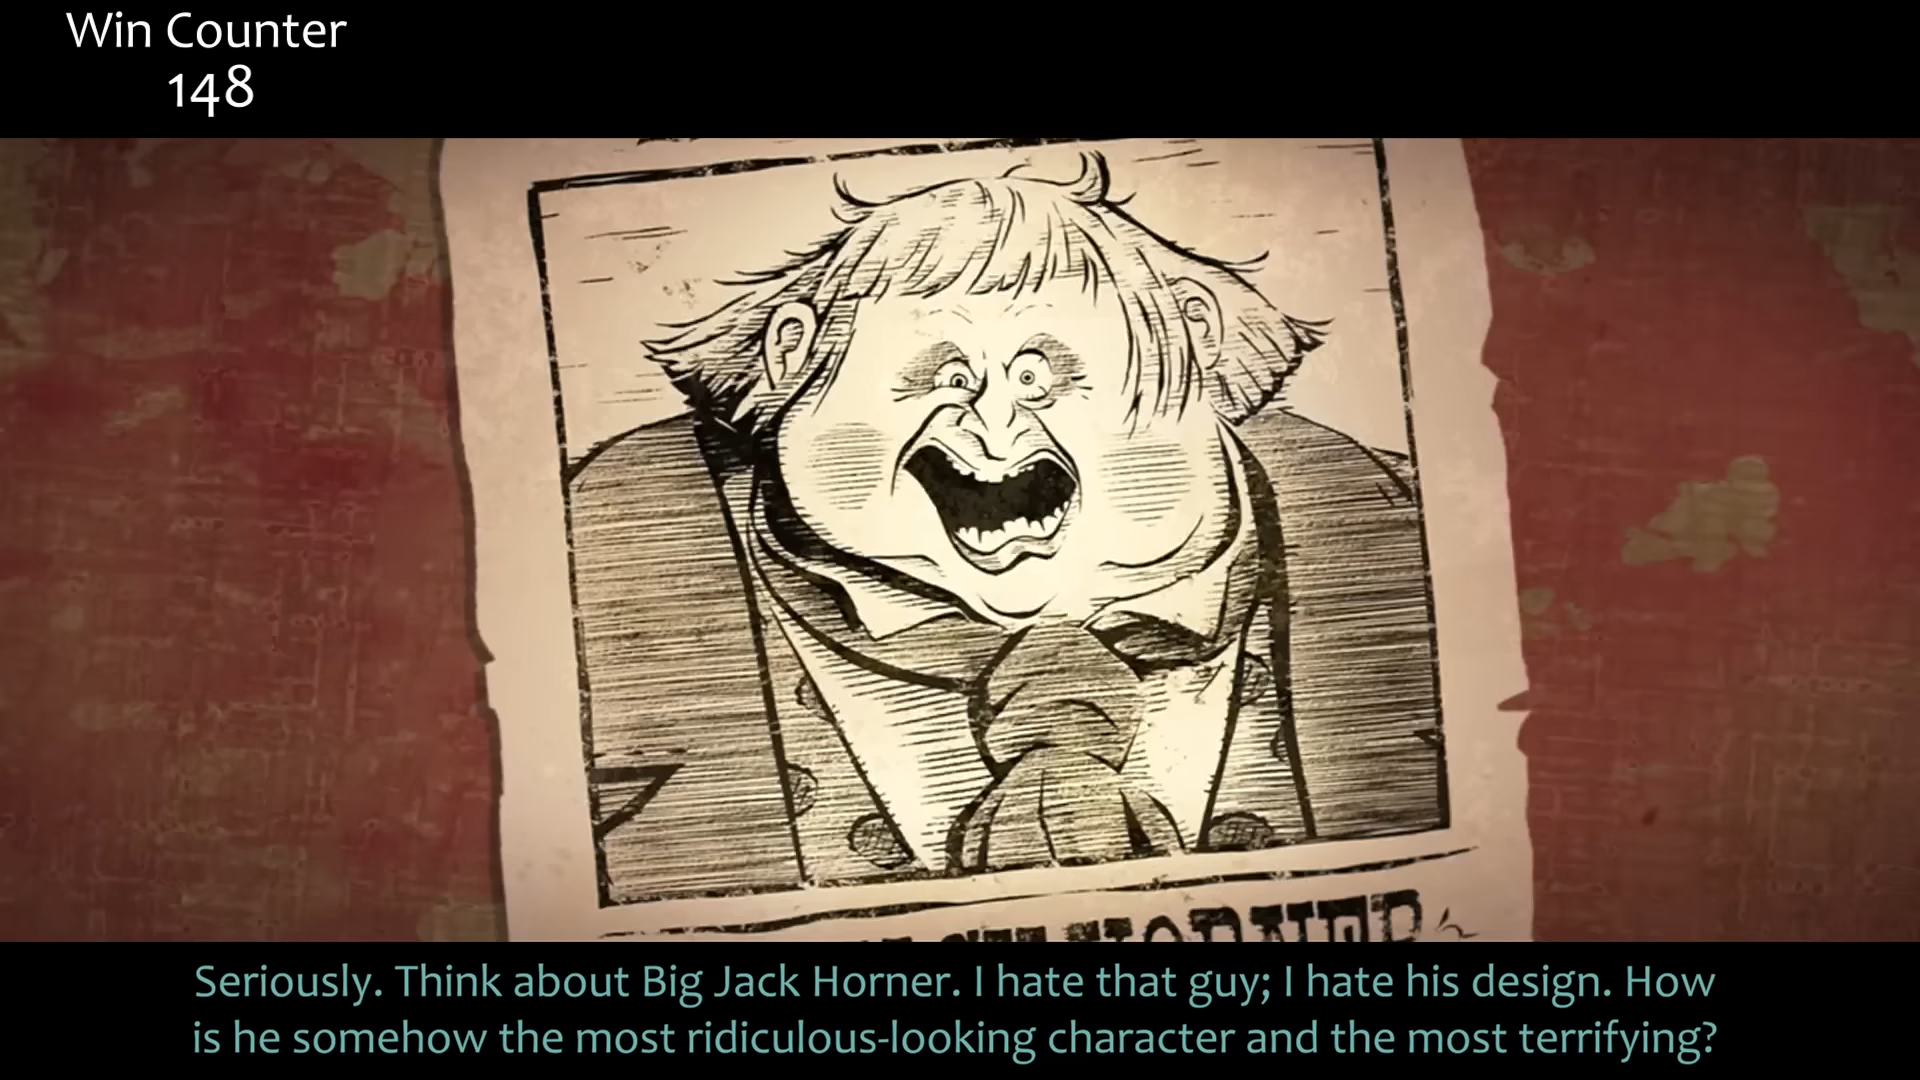 Win Counter
148
HORNER
Seriously. Think about Big Jack Horner. I hate that guy; I hate his design. How
is he somehow the most ridiculous-looking character and the most terrifying?